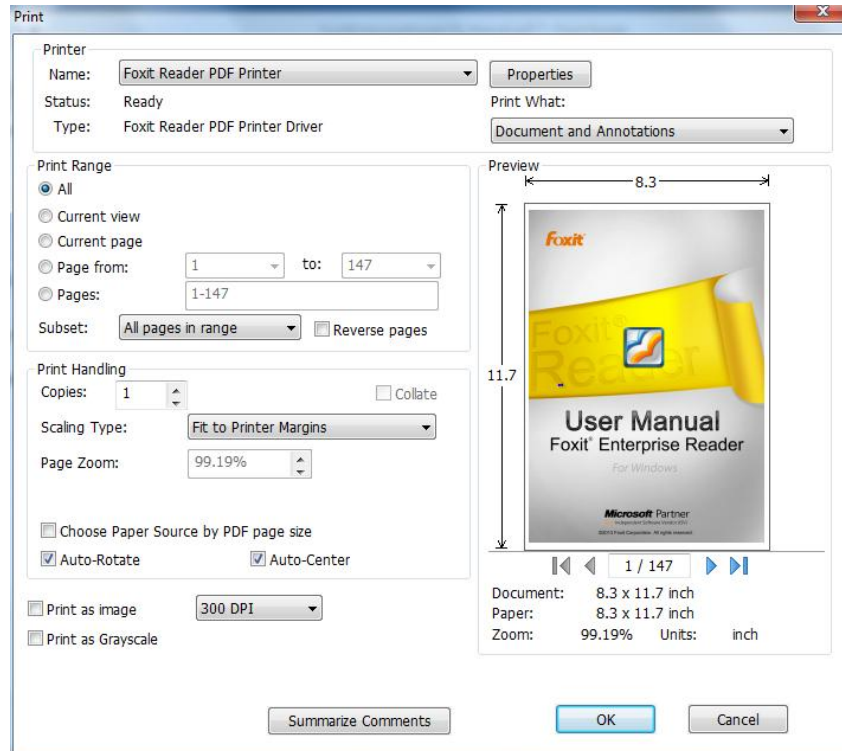 Print
X
Printer
Name: Foxit Reader PDF Printer Properties
Status: Ready Print What:
Type: Foxit Reader PDF Printer Driver Document and Annotations
Print Range
All
Current view
Current page
Page from: 1 to: 147
Pages: 1-147
Subset: All pages in range Reverse pages
Print Handling
Copies: 1 Collate
Scaling Type: Fit to Printer Margins
Page Zoom: 99.19%
Choose Paper Source by PDF page size
Auto-Rotate Auto-Center
Print as image 300 DPI
Print as Grayscale
Preview
8.3
11.7
Foxit
Foxit®
Reader
User Manual
Foxit® Enterprise Reader
For Windows
Microsoft Partner
1 / 147
Document: 8.3 x 11.7 inch
Paper: 8.3 x 11.7 inch
Zoom: 99.19% Units: inch
Summarize Comments OK Cancel